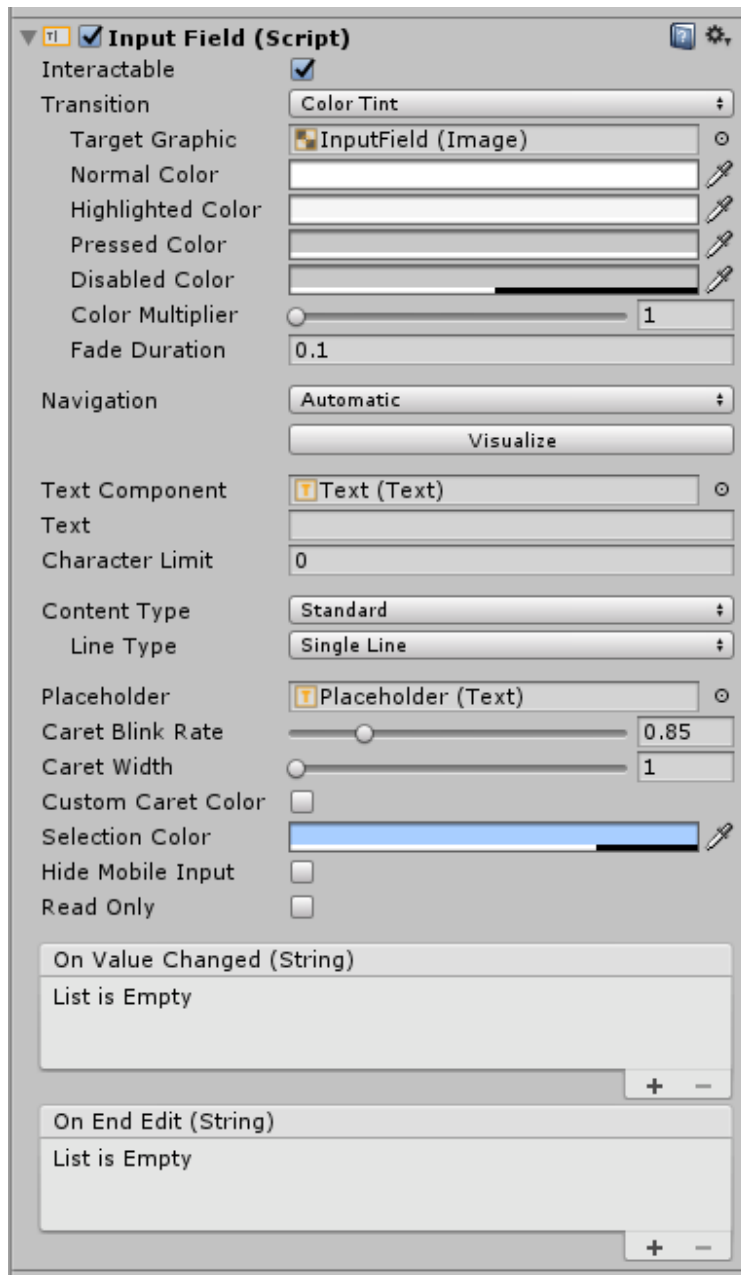 Input Field (Script)
Interactable
Transition Color Tint
Target Graphic InputField (Image)
Normal Color
Highlighted Color
Pressed Color
Disabled Color
Color Multiplier 1
Fade Duration 0.1
Navigation Automatic
Visualize
Text Component Text (Text)
Text
Character Limit 0
Content Type Standard
Line Type Single Line
Placeholder Placeholder (Text)
Caret Blink Rate 0.85
Caret Width 1
Custom Caret Color
Selection Color
Hide Mobile Input
Read Only
On Value Changed (String)
List is Empty
+ −
On End Edit (String)
List is Empty
+ −